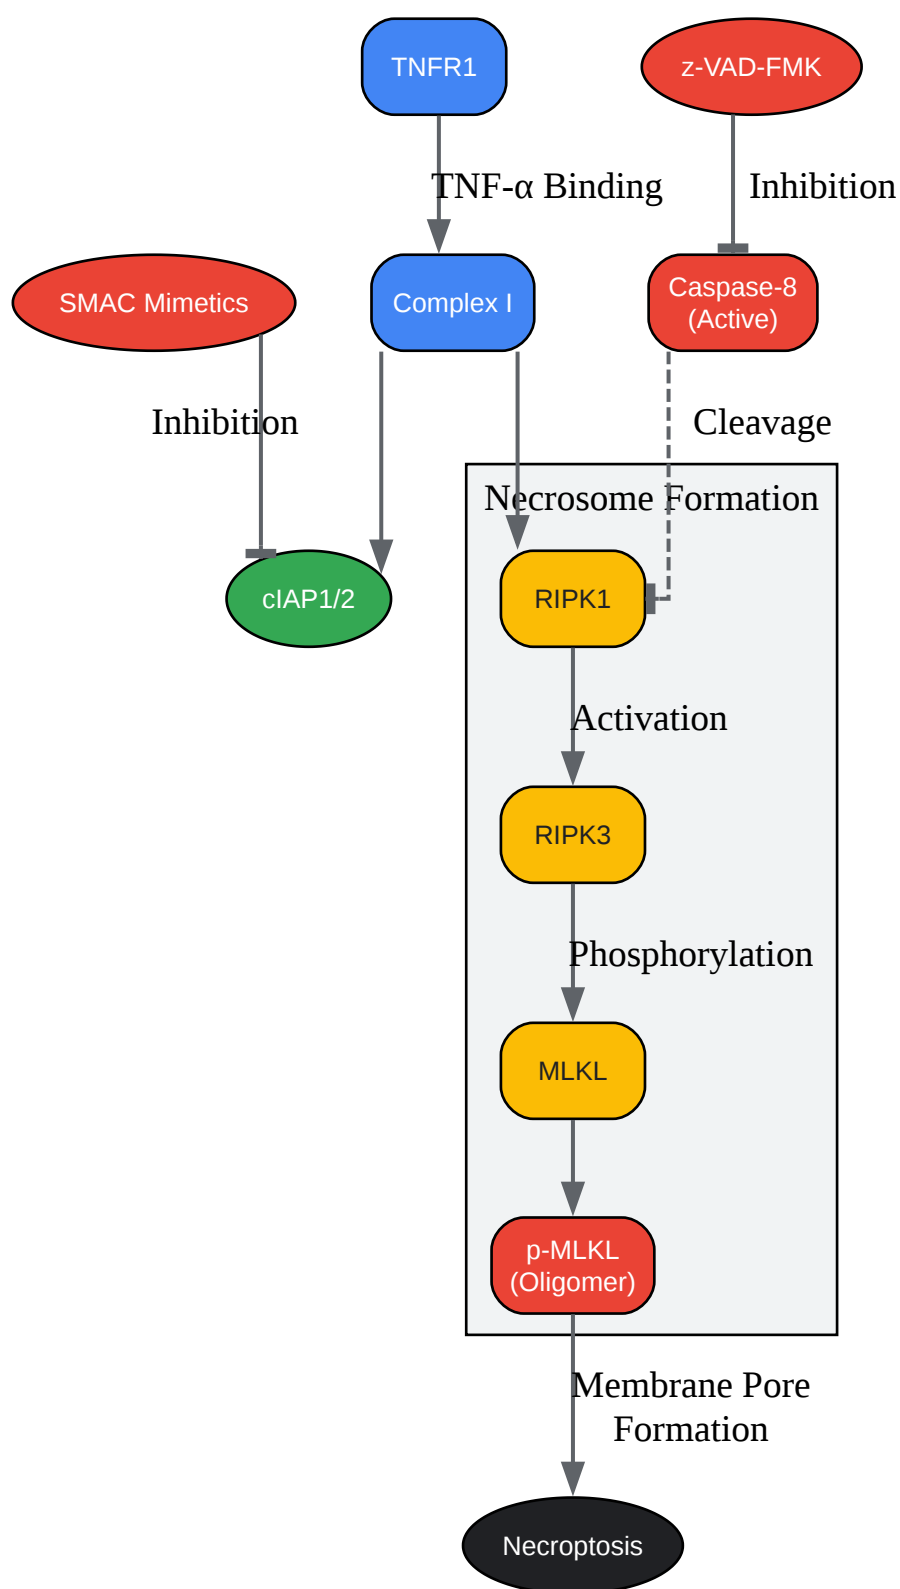 TNFR1
z-VAD-FMK
TNF-α Binding
Inhibition
SMAC Mimetics
Complex I
Caspase-8
(Active)
Inhibition
Cleavage
Necrosome Formation
cIAP1/2
RIPK1
Activation
RIPK3
Phosphorylation
MLKL
p-MLKL
(Oligomer)
Membrane Pore
Formation
Necroptosis